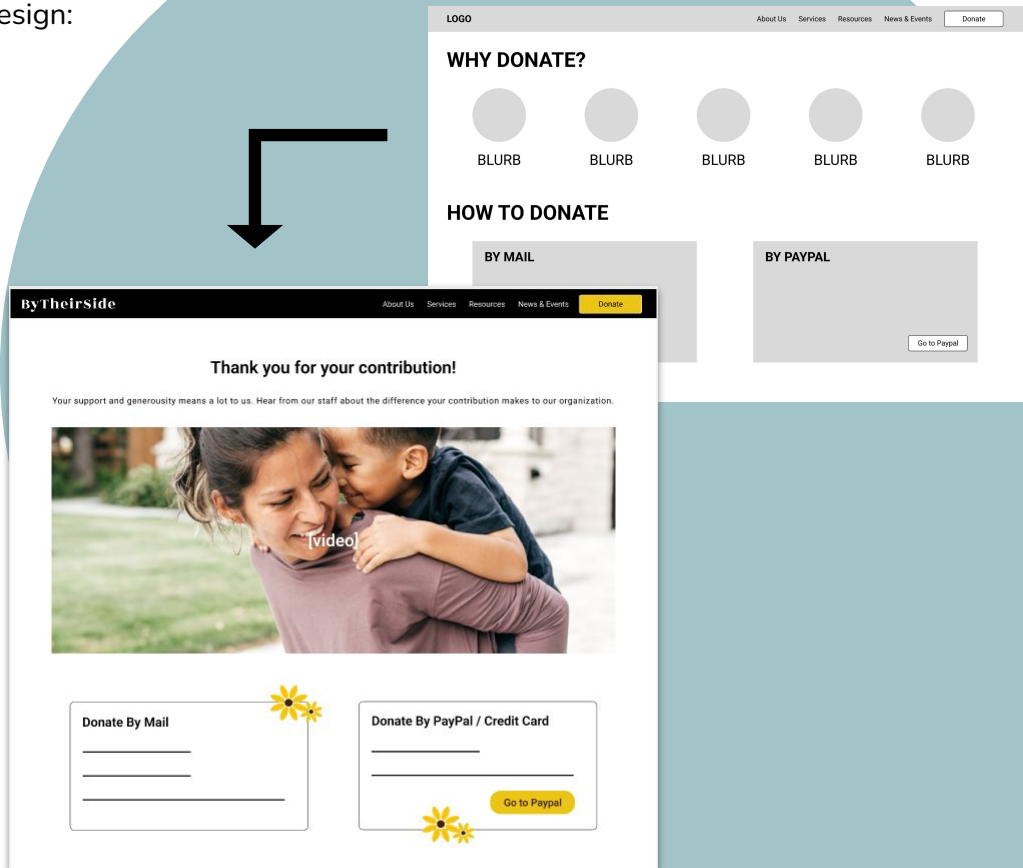 esign:
LOGO
About Us Services Resources News & Events Donate
WHY DONATE?
BLURB BLURB BLURB BLURB BLURB
HOW TO DONATE
BY MAIL
BY PAYPAL
Go to Paypal
ByTheirSide
About Us Services Resources News & Events Donate
Thank you for your contribution!
Your support and generousity means a lot to us. Hear from our staff about the difference your contribution makes to our organization.
[video]
Donate By Mail
Donate By PayPal / Credit Card
Go to Paypal